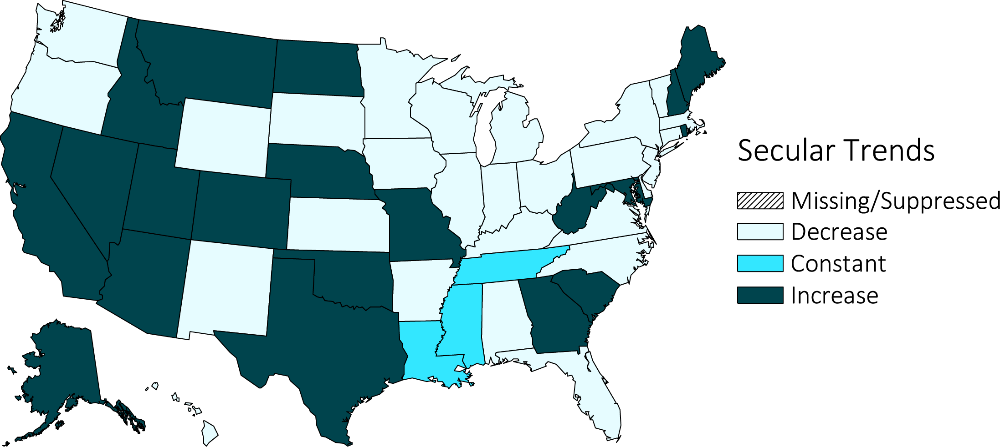 Secular Trends
Missing/Suppressed
Decrease
Constant
Increase